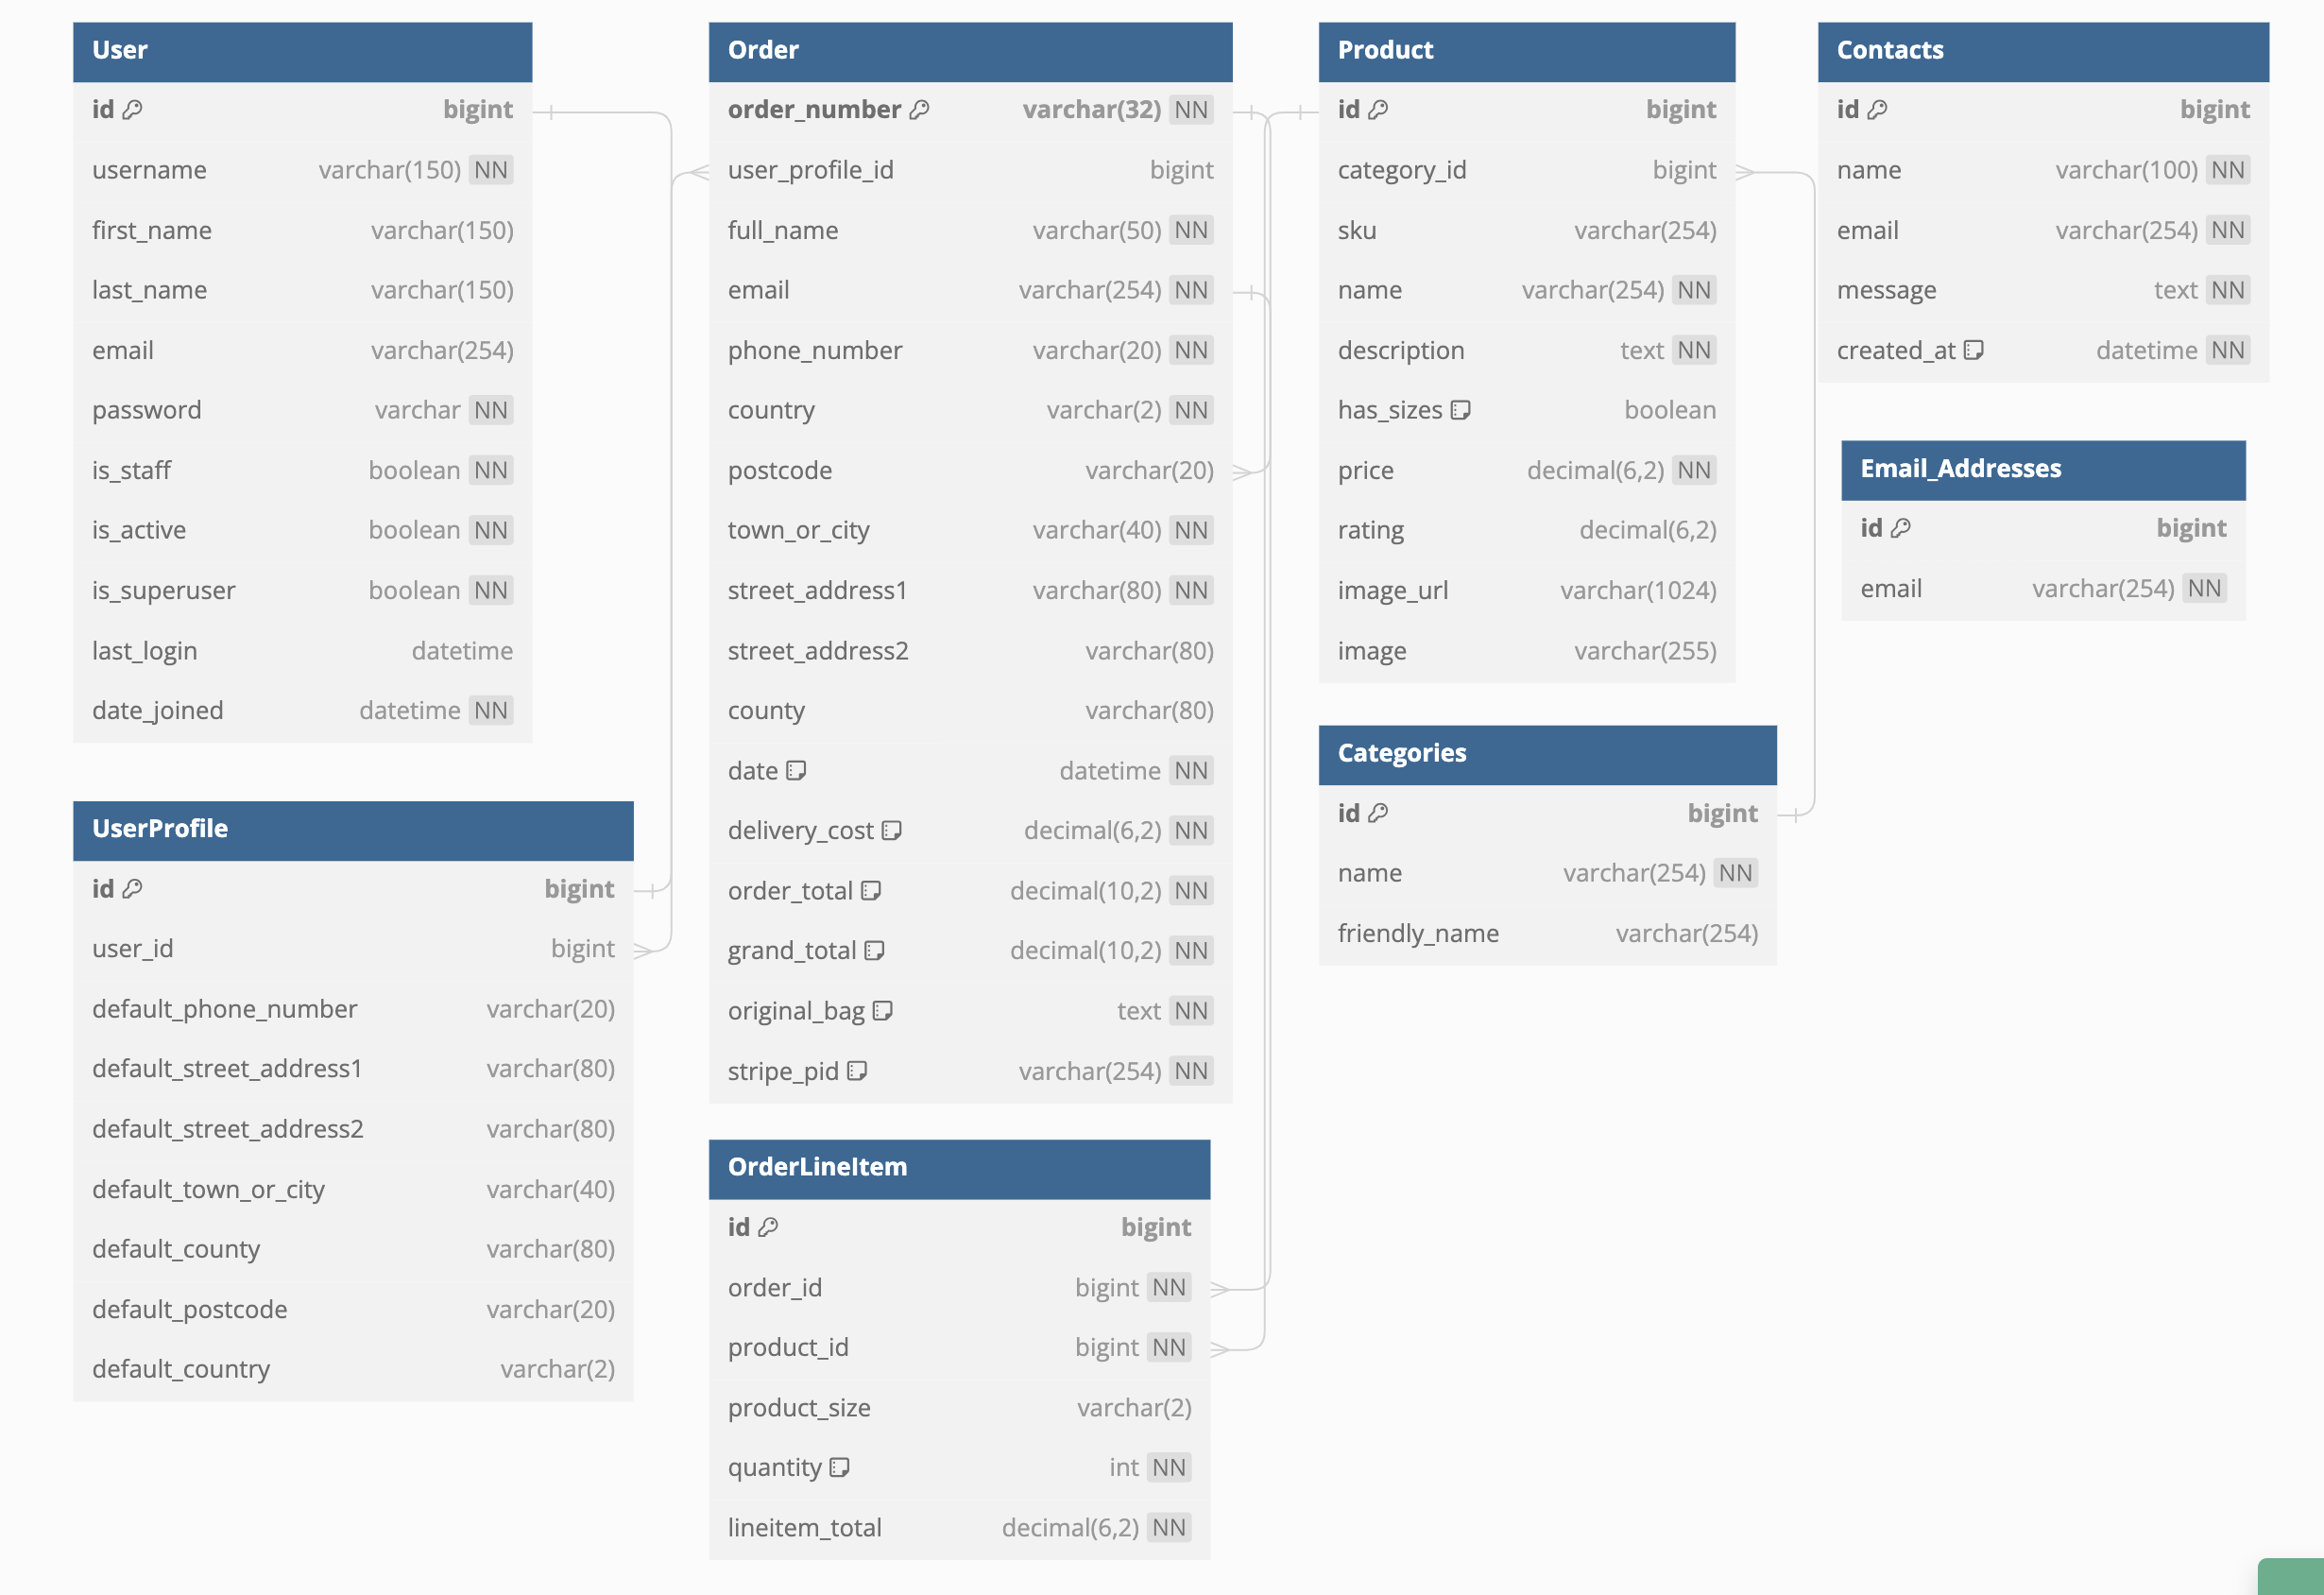 User
id bigint
username varchar(150) NN
first_name varchar(150)
last_name varchar(150)
email varchar(254)
password varchar NN
is_staff boolean NN
is_active boolean NN
is_superuser boolean NN
last_login datetime
date_joined datetime NN
UserProfile
id bigint
user_id bigint
default_phone_number varchar(20)
default_street_address1 varchar(80)
default_street_address2 varchar(80)
default_town_or_city varchar(40)
default_county varchar(80)
default_postcode varchar(20)
default_country varchar(2)
Order
order_number varchar(32) NN
user_profile_id bigint
full_name varchar(50) NN
email varchar(254) NN
phone_number varchar(20) NN
country varchar(2) NN
postcode varchar(20)
town_or_city varchar(40) NN
street_address1 varchar(80) NN
street_address2 varchar(80)
county varchar(80)
date datetime NN
delivery_cost decimal(6,2) NN
order_total decimal(10,2) NN
grand_total decimal(10,2) NN
original_bag text NN
stripe_pid varchar(254) NN
OrderLineItem
id bigint
order_id bigint NN
product_id bigint NN
product_size varchar(2)
quantity int NN
lineitem_total decimal(6,2) NN
Product
id bigint
category_id bigint
sku varchar(254)
name varchar(254) NN
description text NN
has_sizes boolean
price decimal(6,2) NN
rating decimal(6,2)
image_url varchar(1024)
image varchar(255)
Categories
id bigint
name varchar(254) NN
friendly_name varchar(254)
Contacts
id bigint
name varchar(100) NN
email varchar(254) NN
message text NN
created_at datetime NN
Email_Addresses
id bigint
email varchar(254) NN